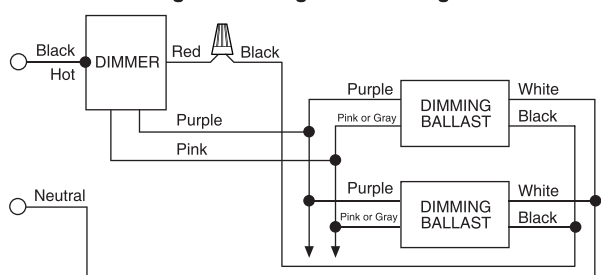 Black
Hot
DIMMER
Red
Black
Purple
Pink
Neutral
Purple
Pink or Gray
DIMMING
BALLAST
White
Black
Purple
Pink or Gray
DIMMING
BALLAST
White
Black